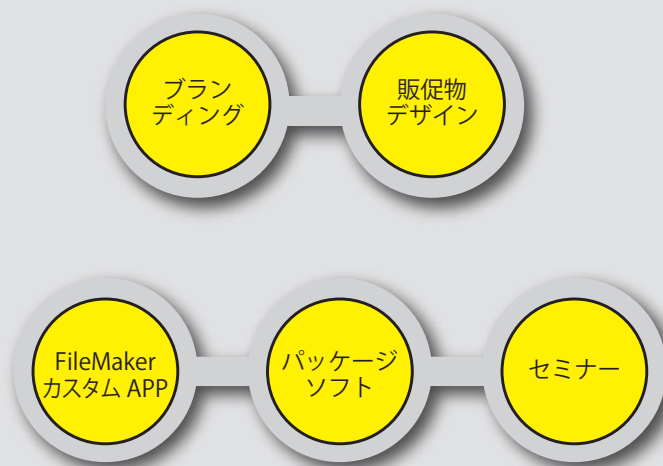 ブラン
ディング
販促物
デザイン
FileMaker
カスタム APP
パッケージ
ソフト
セミナー